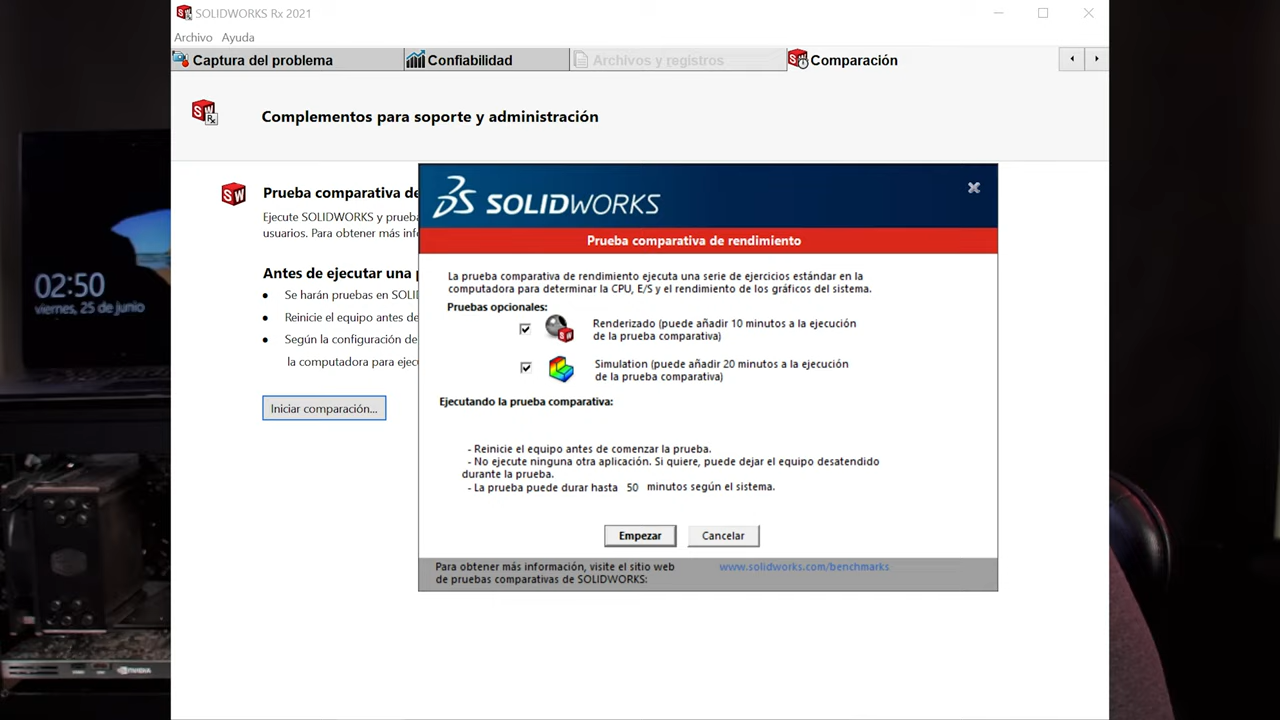 SOLIDWORKS Rx 2021
Archivo Ayuda
Captura del problema
Confiabilidad
Archivos y registros
Comparación
SW Rx
Complementos para soporte y administración
SW
Prueba comparativa de
Ejecute SOLIDWORKS y prueba
usuarios. Para obtener más inf
Antes de ejecutar una p
Se harán pruebas en SOLI
Reinicie el equipo antes de
Según la configuración de
la computadora para ejec
Iniciar comparación...
SOLIDWORKS
Prueba comparativa de rendimiento
La prueba comparativa de rendimiento ejecuta una serie de ejercicios estándar en la
computadora para determinar la CPU, E/S y el rendimiento de los gráficos del sistema.
Pruebas opcionales:
Renderizado (puede añadir 10 minutos a la ejecución
de la prueba comparativa)
Simulation (puede añadir 20 minutos a la ejecución
de la prueba comparativa)
Ejecutando la prueba comparativa:
- Reinicie el equipo antes de comenzar la prueba.
- No ejecute ninguna otra aplicación. Si quiere, puede dejar el equipo desatendido
durante la prueba.
- La prueba puede durar hasta 50 minutos según el sistema.
Empezar
Cancelar
Para obtener más información, visite el sitio web
de pruebas comparativas de SOLIDWORKS:
www.solidworks.com/benchmarks
02:50
viernes, 25 de junio
NVIDIA